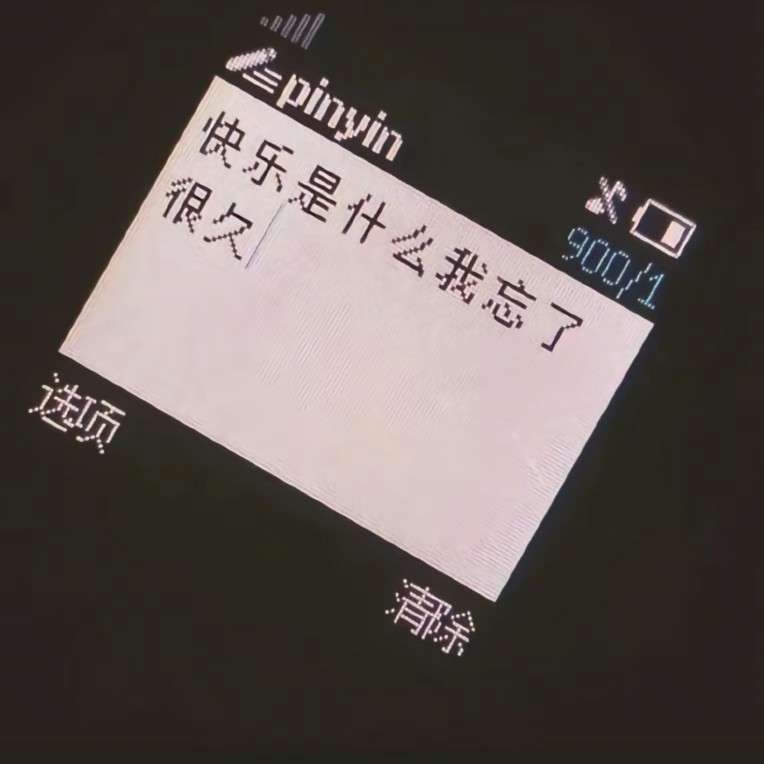 pinyin
900/1
快乐是什么我忘了
很久
选项
清除